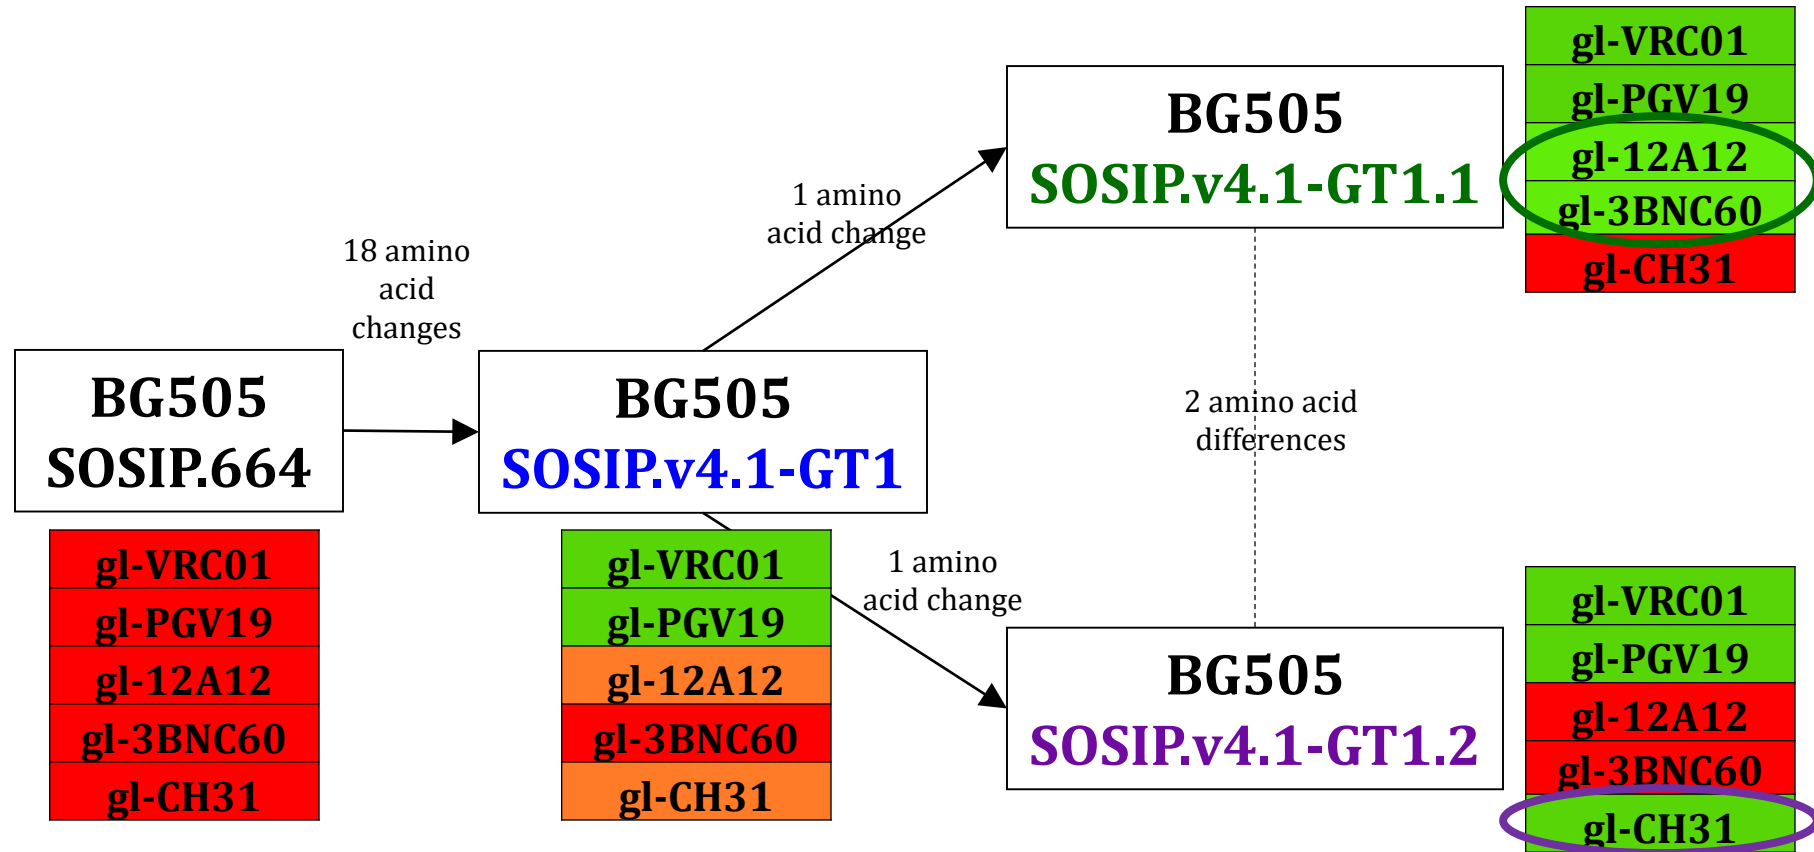 BG505
SOSIP.664
gl-VRC01
gl-PGV19
gl-12A12
gl-3BNC60
gl-CH31
18 amino
acid
changes
BG505
SOSIP.v4.1-GT1
gl-VRC01
gl-PGV19
gl-12A12
gl-3BNC60
gl-CH31
1 amino
acid change
BG505
SOSIP.v4.1-GT1.1
gl-VRC01
gl-PGV19
gl-12A12
gl-3BNC60
gl-CH31
2 amino acid
differences
1 amino
acid change
BG505
SOSIP.v4.1-GT1.2
gl-VRC01
gl-PGV19
gl-12A12
gl-3BNC60
gl-CH31